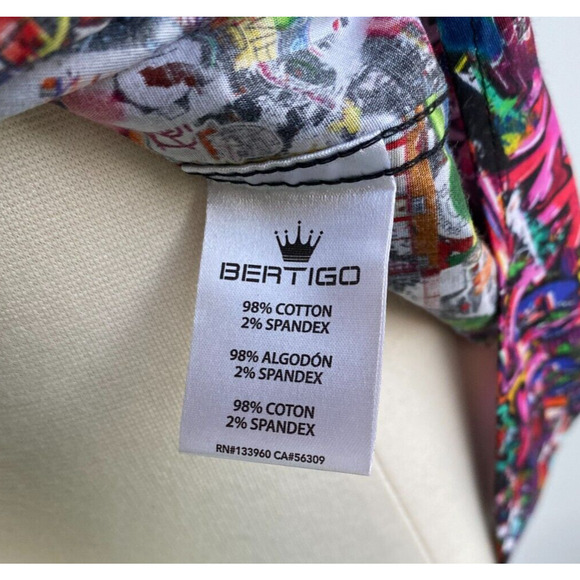 BERTIGO
98% COTTON
2% SPANDEX
98% ALGODÓN
2% SPANDEX
98% COTON
2% SPANDEX
RN#133960 CA#56309